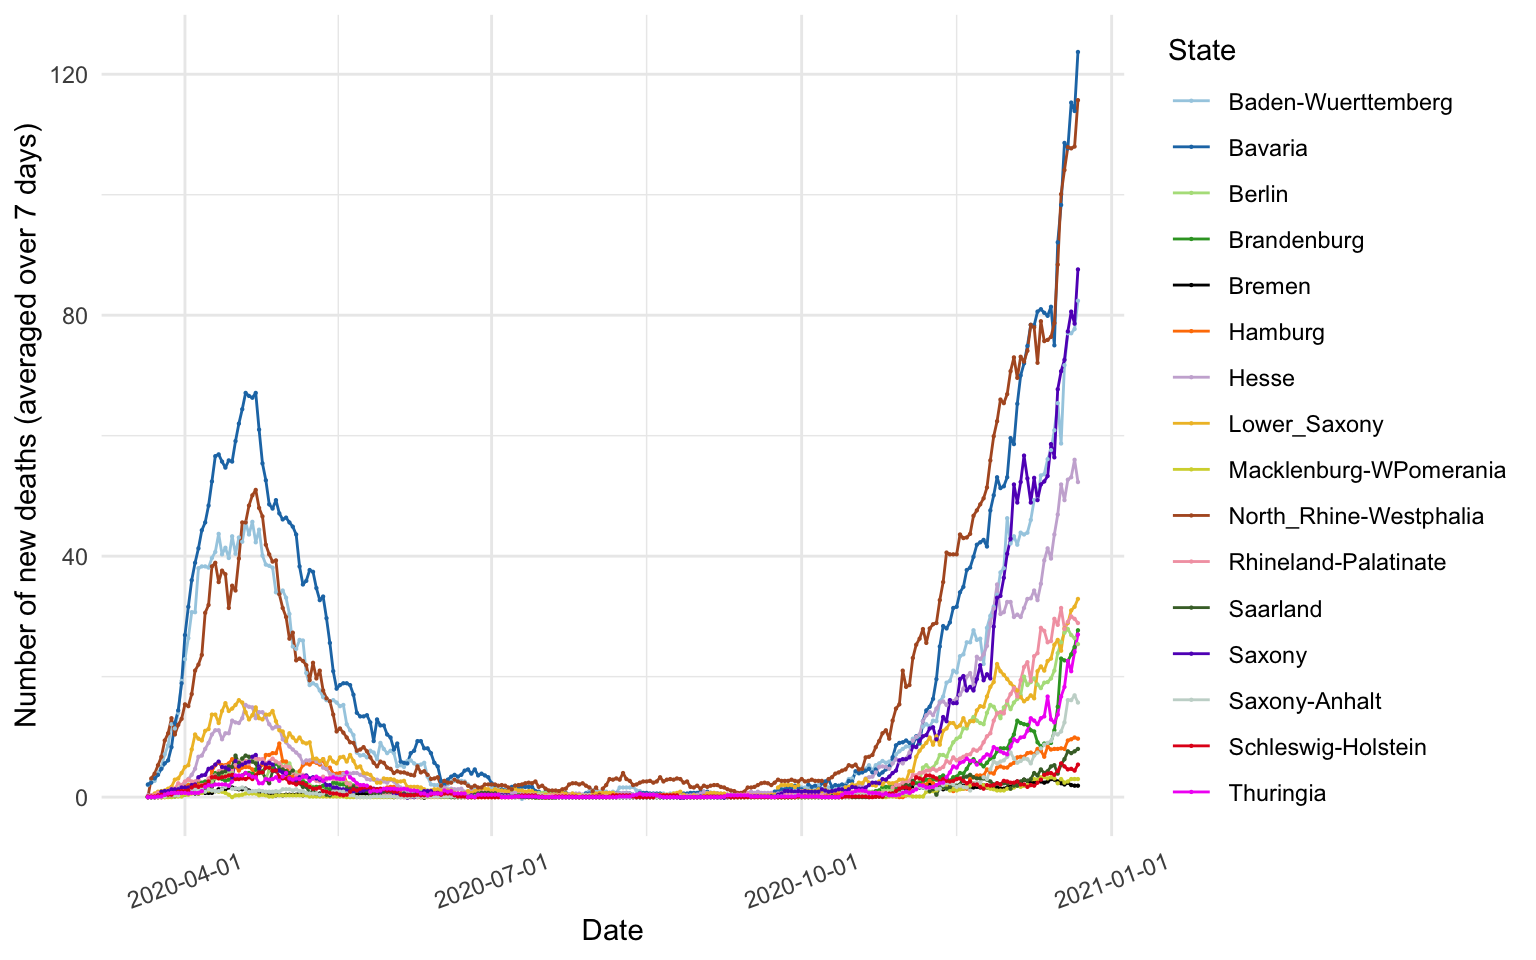 Number of new deaths (averaged over 7 days)
120
80
40
0
2020-04-01
2020-07-01
2020-10-01
2021-01-01
Date
State
Baden-Wuerttemberg
Bavaria
Berlin
Brandenburg
Bremen
Hamburg
Hesse
Lower_Saxony
Macklenburg-WPomerania
North_Rhine-Westphalia
Rhineland-Palatinate
Saarland
Saxony
Saxony-Anhalt
Schleswig-Holstein
Thuringia